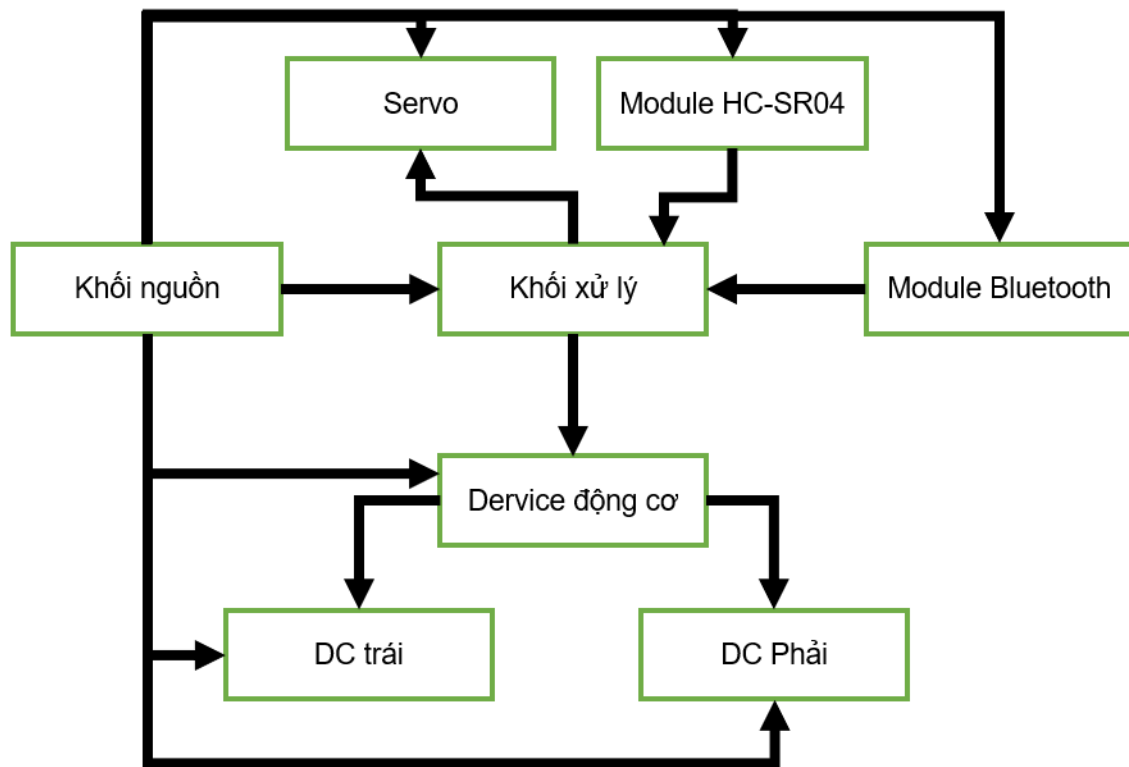 Servo
Module HC-SR04
Khối nguồn
Khối xử lý
Module Bluetooth
Dervice động cơ
DC trái
DC Phải